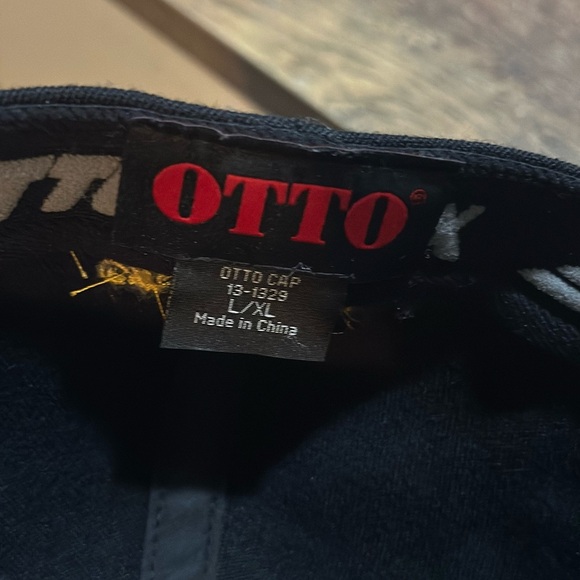 OTTO®
OTTO CAP
13-1329
L/XL
Made in China